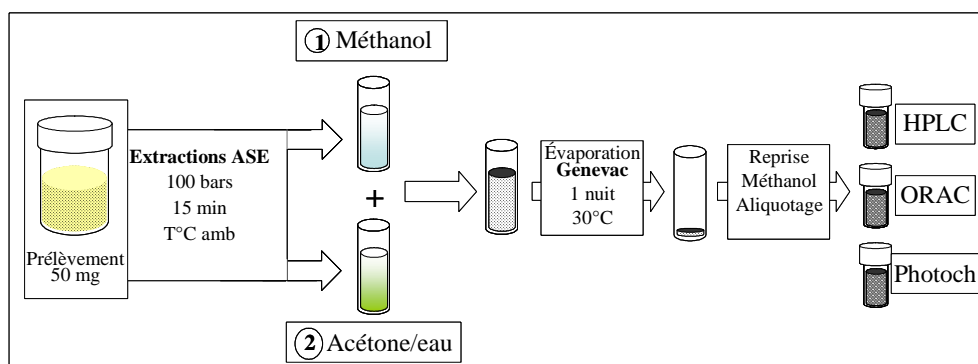 ① Méthanol
Prélèvement
50 mg
Extractions ASE
100 bars
15 min
T°C amb
+
② Acétone/eau
Évaporation
Genevac
1 nuit
30°C
Reprise
Méthanol
Aliquotage
HPLC
ORAC
Photoch